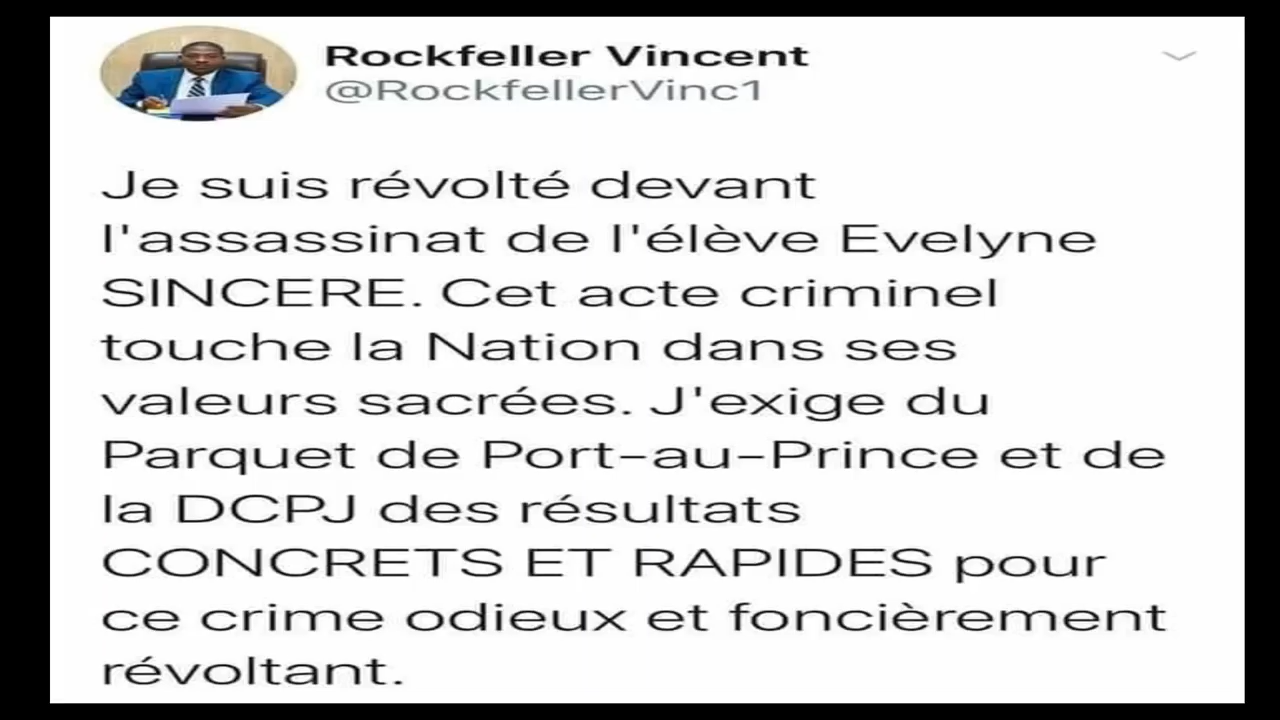 Rockfeller Vincent
@RockfellerVinc1
Je suis révolté devant
l'assassinat de l'élève Evelyne
SINCERE. Cet acte criminel
touche la Nation dans ses
valeurs sacrées. J'exige du
Parquet de Port-au-Prince et de
la DCPJ des résultats
CONCRETS ET RAPIDES pour
ce crime odieux et foncièrement
révoltant.